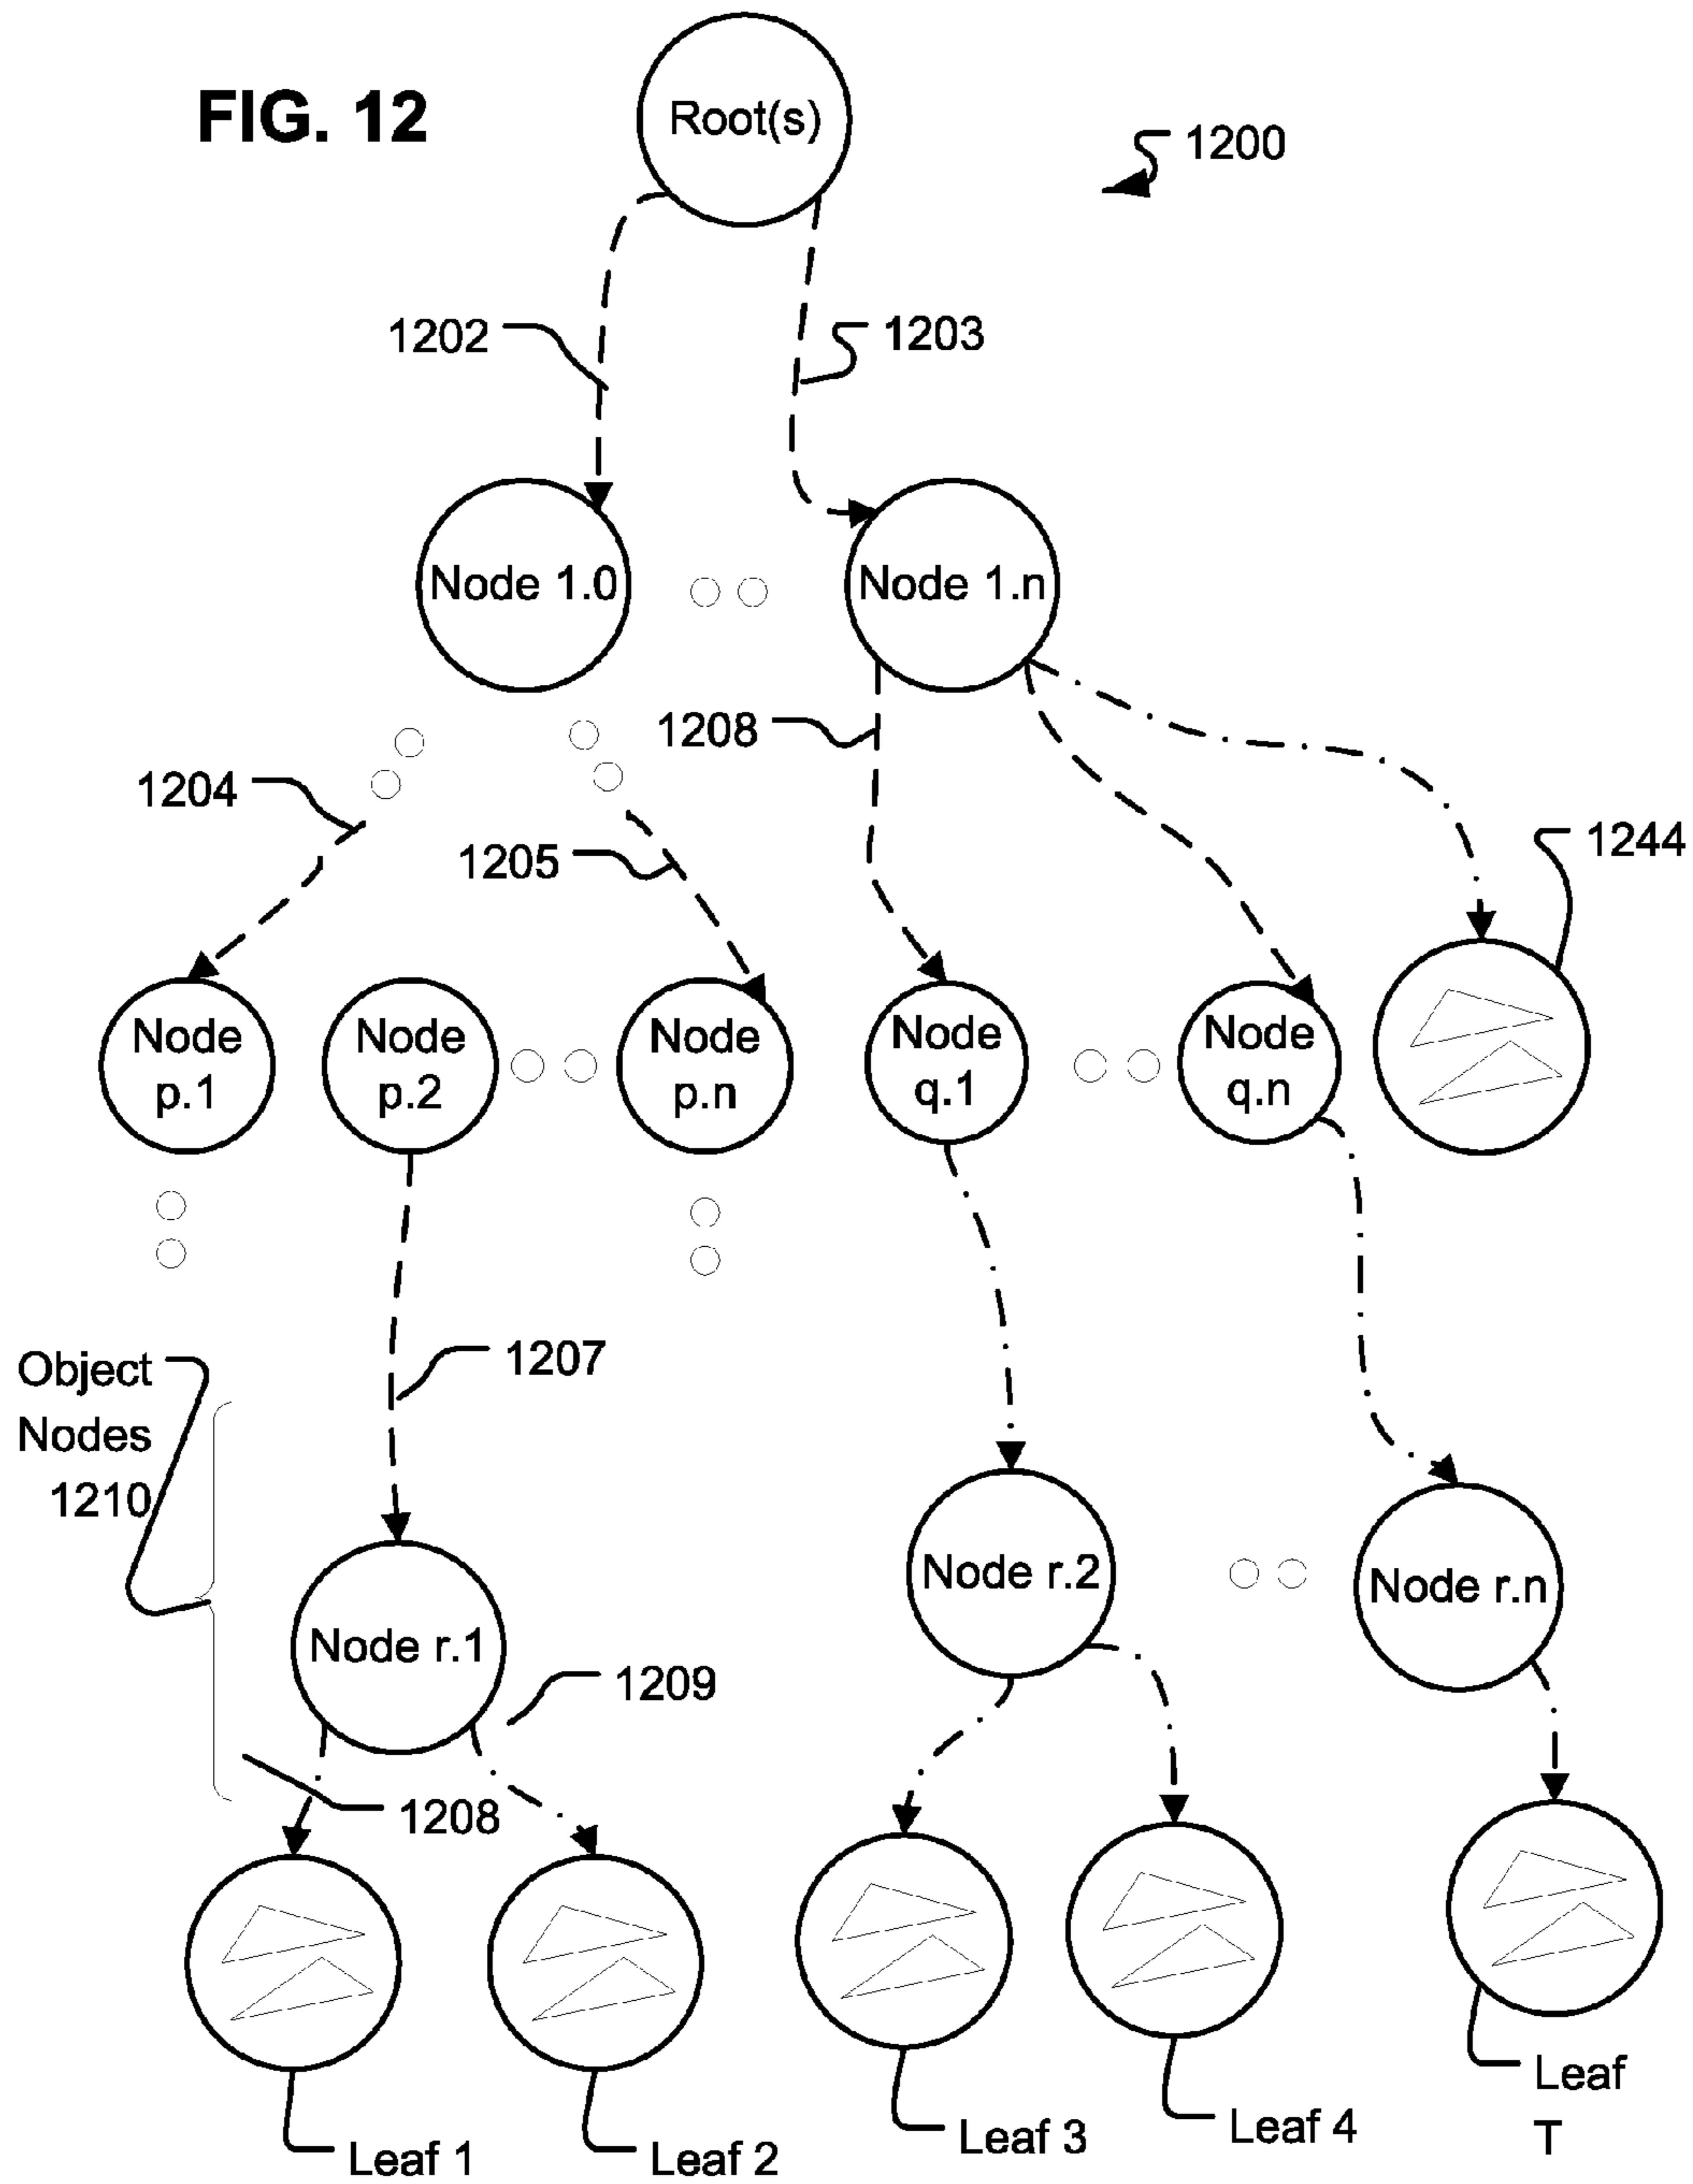 FIG. 12
Root(s)
1200
1202
1203
Node 1.0
Node 1.n
1208
1204
1205
1244
Node
p.1
Node
p.2
Node
p.n
Node
q.1
Node
q.n
1207
Object
Nodes
1210
Node r.2
Node r.n
Node r.1
1209
1208
Leaf 1
Leaf 2
Leaf 3
Leaf 4
Leaf
T